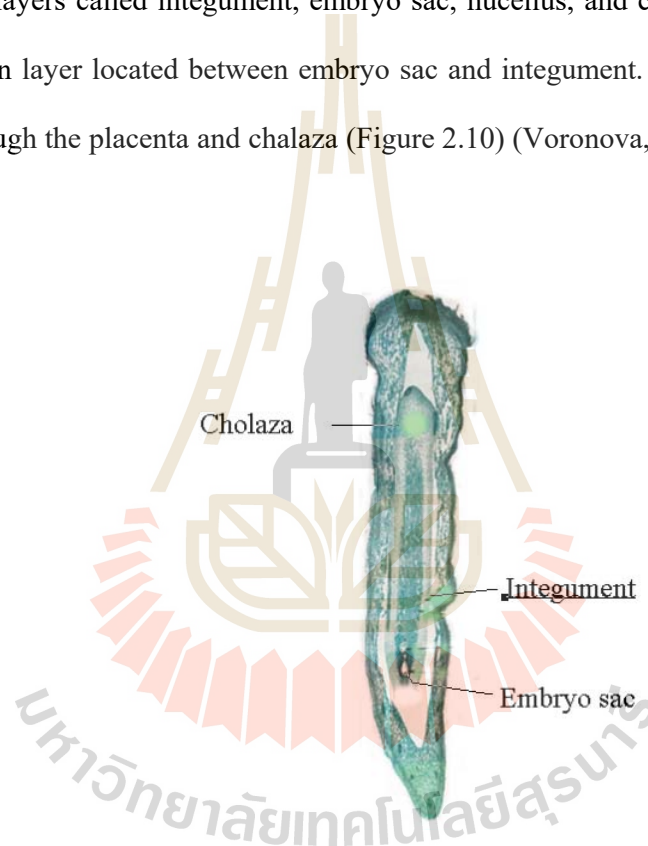 layers called integument, embryo sac, nucellus, and
layer located between embryo sac and integument.
the placenta and chalaza (Figure 2.10) (Voronova,
Cholaza
Integument
Embryo sac
มหาวิทยาลัยเทคโนโลยีสุรนารี